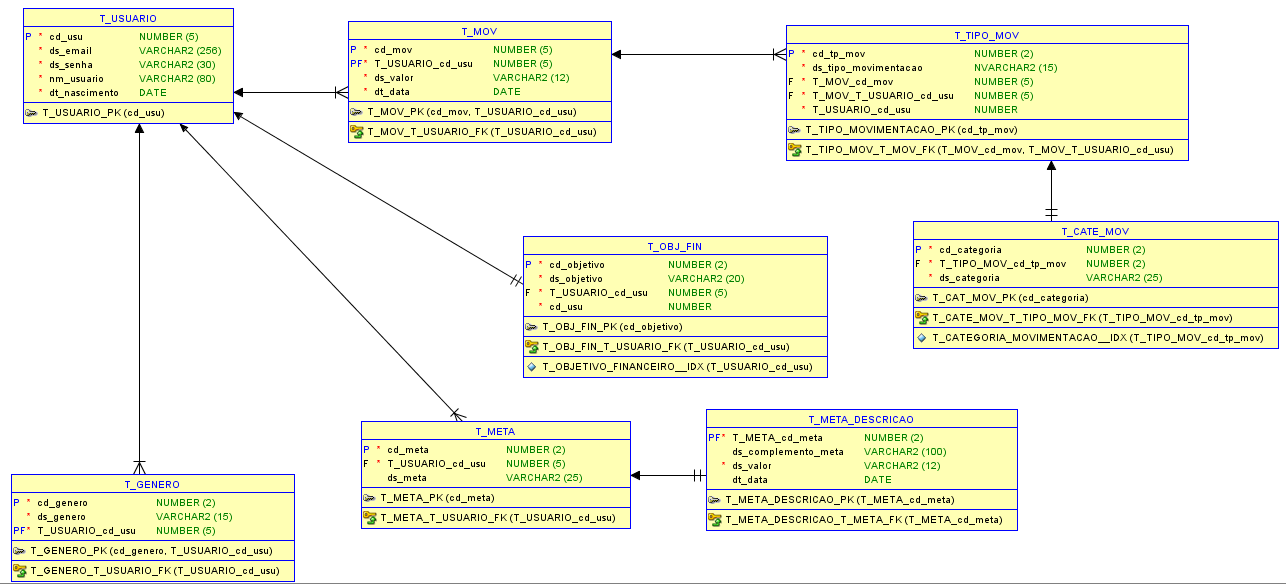 T_USUARIO
P * cd_usu NUMBER (5)
* ds_email VARCHAR2 (256)
* ds_senha VARCHAR2 (30)
* nm_usuario VARCHAR2 (80)
* dt_nascimento DATE
T_USUARIO_PK (cd_usu)
T_MOV
P * cd_mov NUMBER (5)
PF* T_USUARIO_cd_usu NUMBER (5)
* ds_valor VARCHAR2 (12)
* dt_data DATE
T_MOV_PK (cd_mov, T_USUARIO_cd_usu)
T_MOV_T_USUARIO_FK (T_USUARIO_cd_usu)
T_TIPO_MOV
P * cd_tp_mov NUMBER (2)
* ds_tipo_movimentacao NVARCHAR2 (15)
F * T_MOV_cd_mov NUMBER (5)
F * T_MOV_T_USUARIO_cd_usu NUMBER (5)
* T_USUARIO_cd_usu NUMBER
T_TIPO_MOVIMENTACAO_PK (cd_tp_mov)
T_TIPO_MOV_T_MOV_FK (T_MOV_cd_mov, T_MOV_T_USUARIO_cd_usu)
T_CATE_MOV
P * cd_categoria NUMBER (2)
F * T_TIPO_MOV_cd_tp_mov NUMBER (2)
* ds_categoria VARCHAR2 (25)
T_CAT_MOV_PK (cd_categoria)
T_CATE_MOV_T_TIPO_MOV_FK (T_TIPO_MOV_cd_tp_mov)
T_CATEGORIA_MOVIMENTACAO__IDX (T_TIPO_MOV_cd_tp_mov)
T_OBJ_FIN
P * cd_objetivo NUMBER (2)
* ds_objetivo VARCHAR2 (20)
F * T_USUARIO_cd_usu NUMBER (5)
* cd_usu NUMBER
T_OBJ_FIN_PK (cd_objetivo)
T_OBJ_FIN_T_USUARIO_FK (T_USUARIO_cd_usu)
T_OBJETIVO_FINANCEIRO__IDX (T_USUARIO_cd_usu)
T_META
P * cd_meta NUMBER (2)
F * T_USUARIO_cd_usu NUMBER (5)
ds_meta VARCHAR2 (25)
T_META_PK (cd_meta)
T_META_T_USUARIO_FK (T_USUARIO_cd_usu)
T_META_DESCRICAO
PF* T_META_cd_meta NUMBER (2)
ds_complemento_meta VARCHAR2 (100)
* ds_valor VARCHAR2 (12)
dt_data DATE
T_META_DESCRICAO_PK (T_META_cd_meta)
T_META_DESCRICAO_T_META_FK (T_META_cd_meta)
T_GENERO
P * cd_genero NUMBER (2)
* ds_genero VARCHAR2 (15)
PF* T_USUARIO_cd_usu NUMBER (5)
T_GENERO_PK (cd_genero, T_USUARIO_cd_usu)
T_GENERO_T_USUARIO_FK (T_USUARIO_cd_usu)